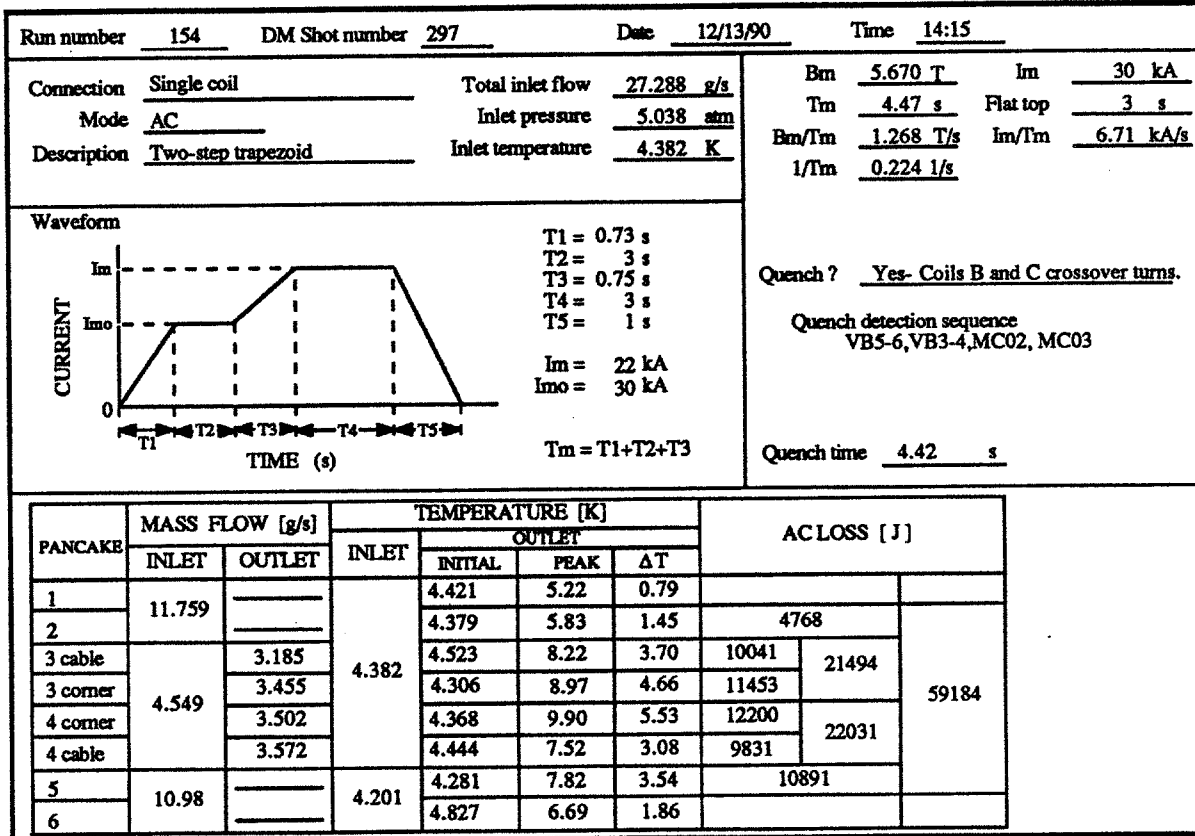 Run number 154 DM Shot number 297 Date 12/13/90 Time 14:15
Connection Single coil Total inlet flow 27.288 g/s
Mode AC Inlet pressure 5.038 atm
Description Two-step trapezoid Inlet temperature 4.382 K
Bm 5.670 T Im 30 kA
Tm 4.47 s Flat top 3 s
Bm/Tm 1.268 T/s Im/Tm 6.71 kA/s
1/Tm 0.224 1/s
Waveform
Im
Imo
0
CURRENT
T1 T2 T3 T4 T5
TIME (s)
T1 = 0.73 s
T2 = 3 s
T3 = 0.75 s
T4 = 3 s
T5 = 1 s
Im = 22 kA
Imo = 30 kA
Tm = T1+T2+T3
Quench ? Yes- Coils B and C crossover turns.
Quench detection sequence
VB5-6,VB3-4,MC02, MC03
Quench time 4.42 s
PANCAKE MASS FLOW [g/s] TEMPERATURE [K] AC LOSS [ J ]
INLET OUTLET INLET OUTLET
INITIAL PEAK ΔT
1 11.759 4.382 4.421 5.22 0.79 59184
2 4.379 5.83 1.45 4768
3 cable 4.549 3.185 4.523 8.22 3.70 10041 21494
3 corner 3.455 4.306 8.97 4.66 11453
4 corner 3.502 4.368 9.90 5.53 12200 22031
4 cable 3.572 4.444 7.52 3.08 9831
5 10.98 4.201 4.281 7.82 3.54 10891
6 4.827 6.69 1.86